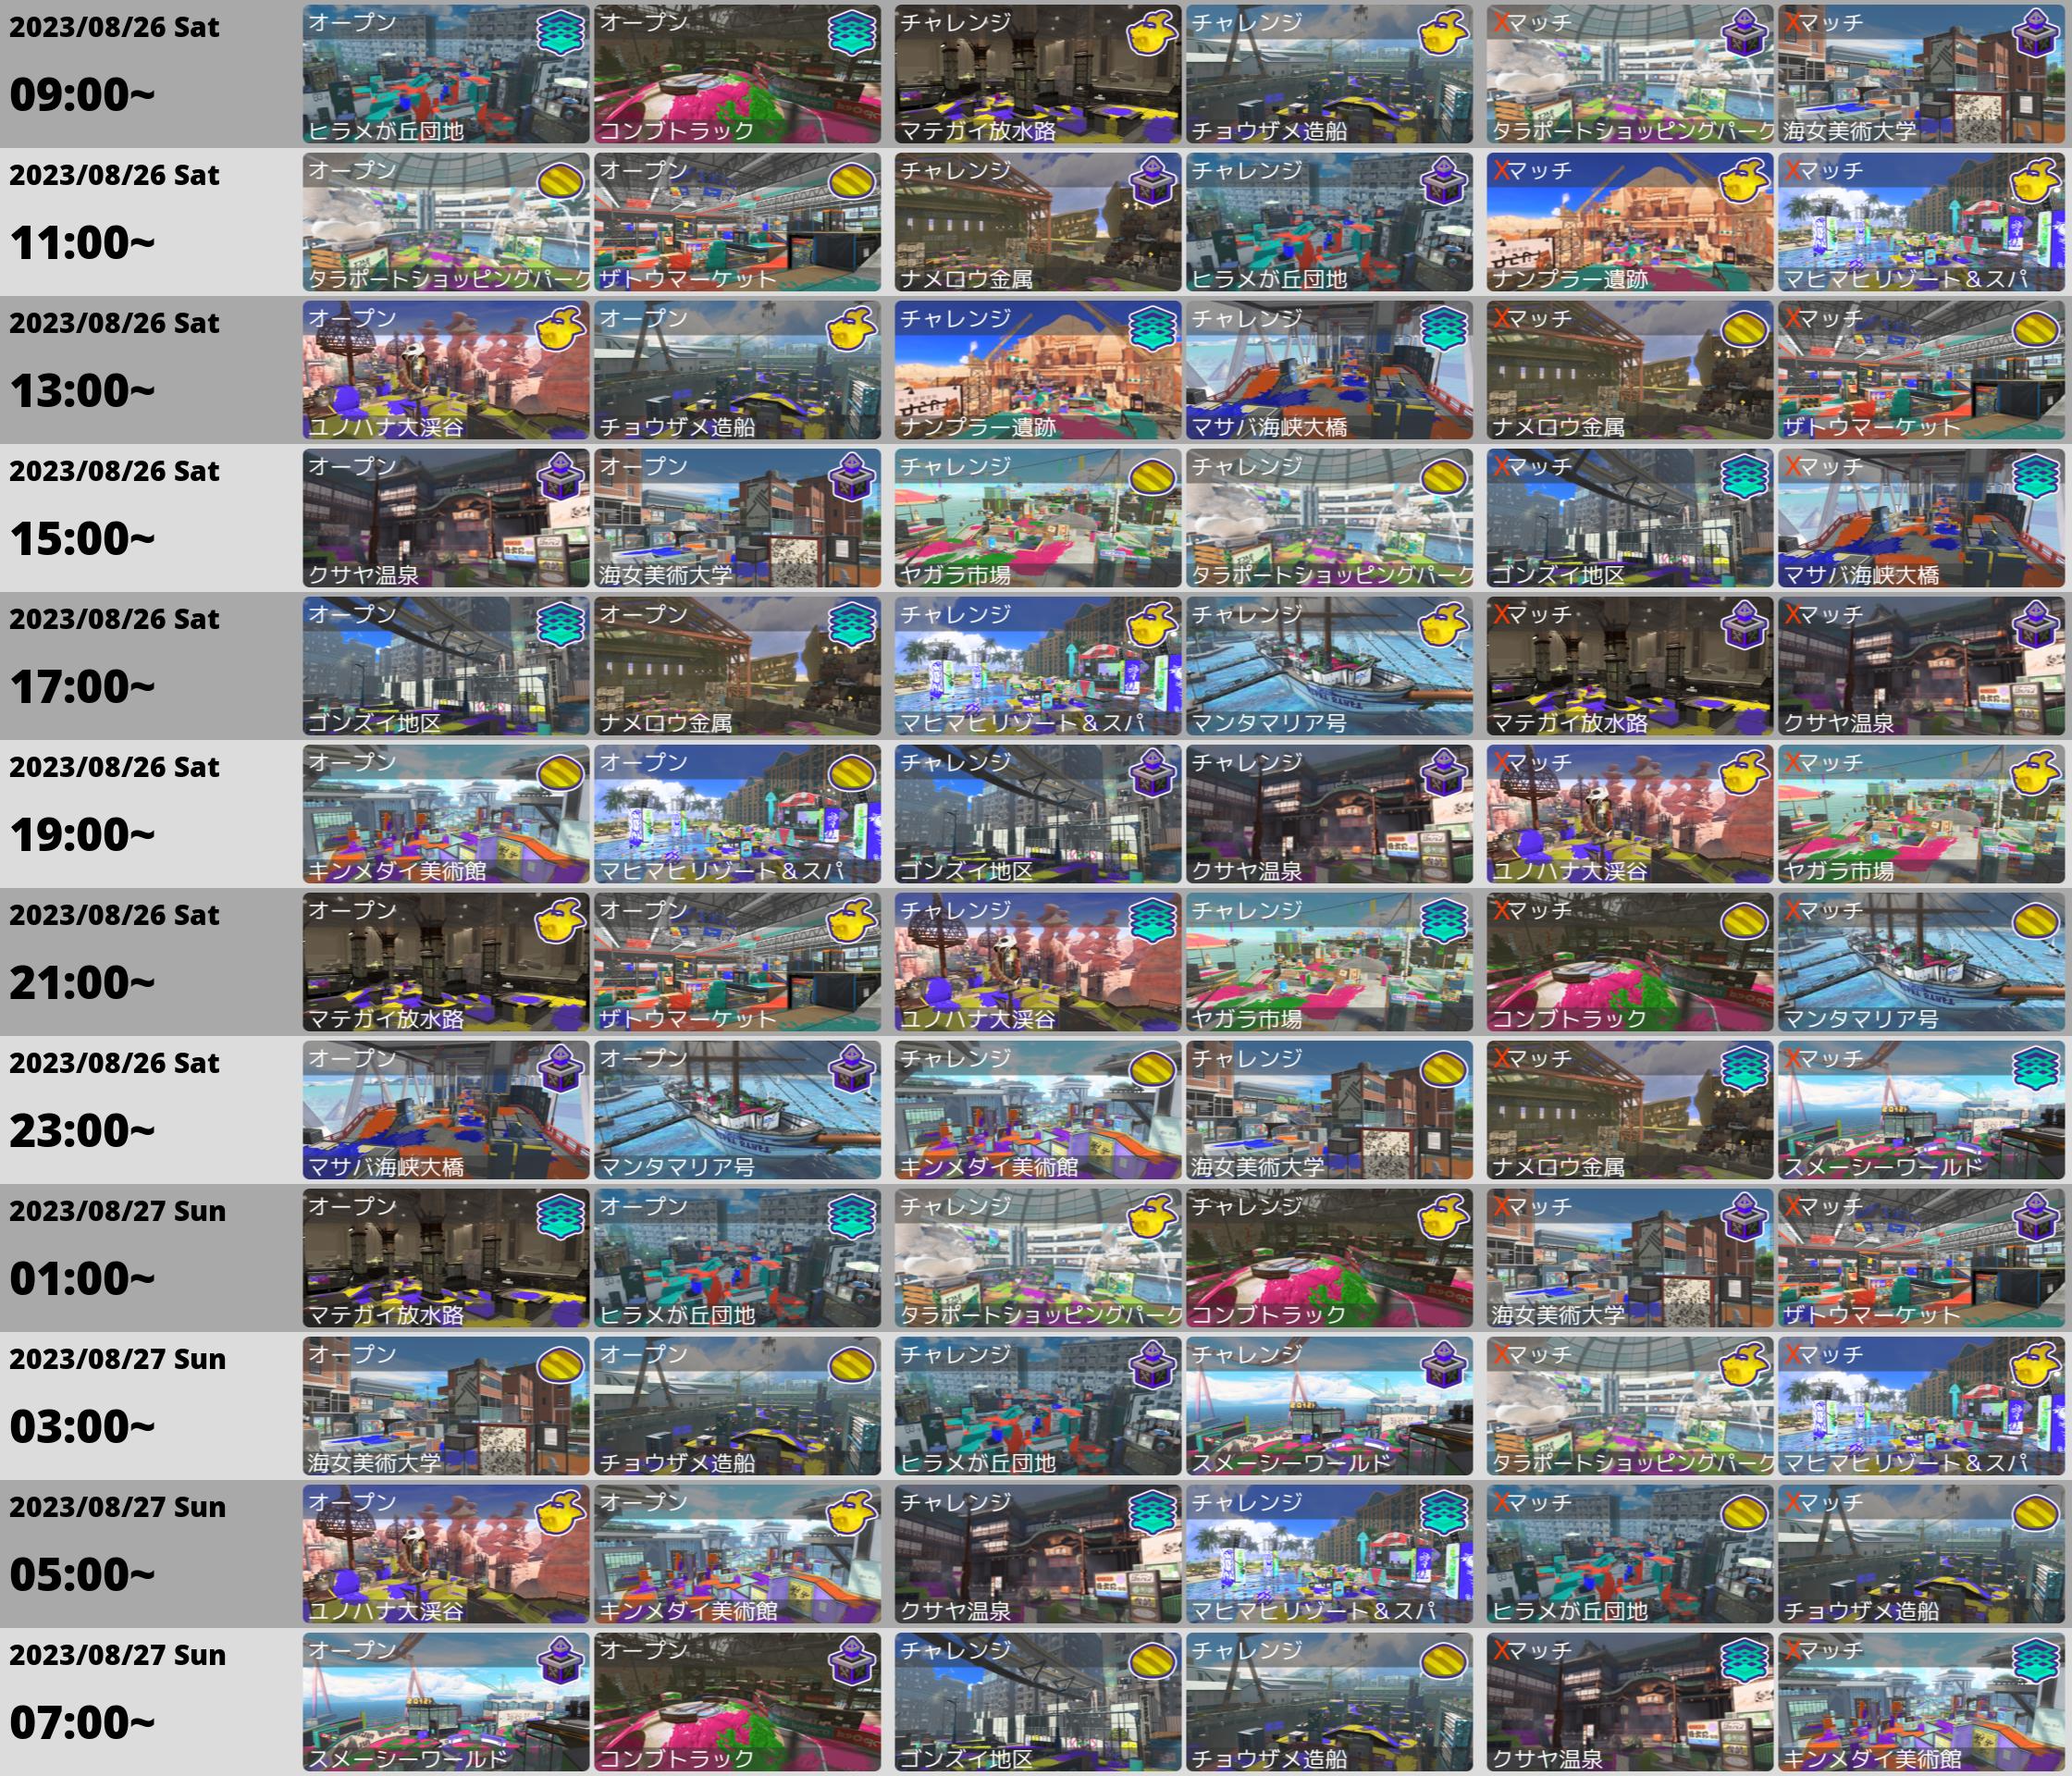 2023/08/26 Sat
09:00~
オープン オープン チャレンジ チャレンジ Xマッチ Xマッチ
ヒラメが丘団地 コンブトラック マテガイ放水路 チョウザメ造船 タラポートショッピングパーク 海女美術大学
2023/08/26 Sat
11:00~
オープン オープン チャレンジ チャレンジ Xマッチ Xマッチ
タラポートショッピングパーク ザトウマーケット ナメロウ金属 ヒラメが丘団地 ナンプラー遺跡 マヒマヒリゾート＆スパ
2023/08/26 Sat
13:00~
オープン オープン チャレンジ チャレンジ Xマッチ Xマッチ
ユノハナ大渓谷 チョウザメ造船 ナンプラー遺跡 マサバ海峡大橋 ナメロウ金属 ザトウマーケット
2023/08/26 Sat
15:00~
オープン オープン チャレンジ チャレンジ Xマッチ Xマッチ
クサヤ温泉 海女美術大学 ヤガラ市場 タラポートショッピングパーク ゴンズイ地区 マサバ海峡大橋
2023/08/26 Sat
17:00~
オープン オープン チャレンジ チャレンジ Xマッチ Xマッチ
ゴンズイ地区 ナメロウ金属 マヒマヒリゾート＆スパ マンタマリア号 マテガイ放水路 クサヤ温泉
2023/08/26 Sat
19:00~
オープン オープン チャレンジ チャレンジ Xマッチ Xマッチ
キンメダイ美術館 マヒマヒリゾート＆スパ ゴンズイ地区 クサヤ温泉 ユノハナ大渓谷 ヤガラ市場
2023/08/26 Sat
21:00~
オープン オープン チャレンジ チャレンジ Xマッチ Xマッチ
マテガイ放水路 ザトウマーケット ユノハナ大渓谷 ヤガラ市場 コンブトラック マンタマリア号
2023/08/26 Sat
23:00~
オープン オープン チャレンジ チャレンジ Xマッチ Xマッチ
マサバ海峡大橋 マンタマリア号 キンメダイ美術館 海女美術大学 ナメロウ金属 スメーシーワールド
2023/08/27 Sun
01:00~
オープン オープン チャレンジ チャレンジ Xマッチ Xマッチ
マテガイ放水路 ヒラメが丘団地 タラポートショッピングパーク コンブトラック 海女美術大学 ザトウマーケット
2023/08/27 Sun
03:00~
オープン オープン チャレンジ チャレンジ Xマッチ Xマッチ
海女美術大学 チョウザメ造船 ヒラメが丘団地 スメーシーワールド タラポートショッピングパーク マヒマヒリゾート＆スパ
2023/08/27 Sun
05:00~
オープン オープン チャレンジ チャレンジ Xマッチ Xマッチ
ユノハナ大渓谷 キンメダイ美術館 クサヤ温泉 マヒマヒリゾート＆スパ ヒラメが丘団地 チョウザメ造船
2023/08/27 Sun
07:00~
オープン オープン チャレンジ チャレンジ Xマッチ Xマッチ
スメーシーワールド コンブトラック ゴンズイ地区 チョウザメ造船 クサヤ温泉 キンメダイ美術館